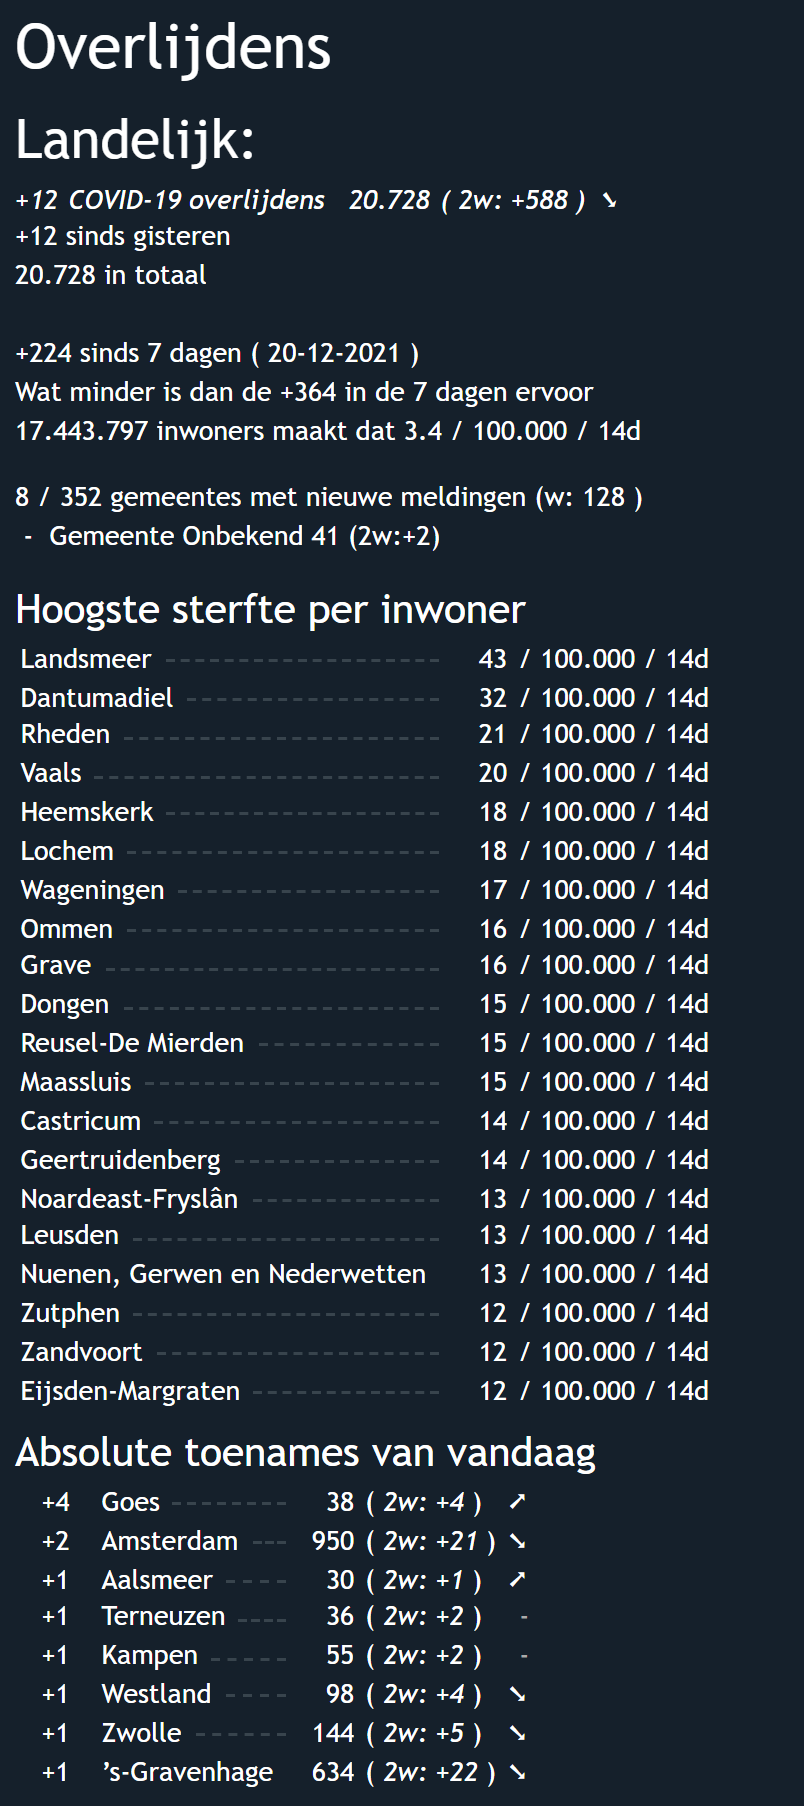 Overlijdens
Landelijk:
+12 COVID-19 overlijdens 20.728 ( 2w: +588 ) ➘
+12 sinds gisteren
20.728 in totaal
+224 sinds 7 dagen ( 20-12-2021 )
Wat minder is dan de +364 in de 7 dagen ervoor
17.443.797 inwoners maakt dat 3.4 / 100.000 / 14d
8 / 352 gemeentes met nieuwe meldingen (w: 128 )
- Gemeente Onbekend 41 (2w:+2)
Hoogste sterfte per inwoner
Landsmeer 43 / 100.000 / 14d
Dantumadiel 32 / 100.000 / 14d
Rheden 21 / 100.000 / 14d
Vaals 20 / 100.000 / 14d
Heemskerk 18 / 100.000 / 14d
Lochem 18 / 100.000 / 14d
Wageningen 17 / 100.000 / 14d
Ommen 16 / 100.000 / 14d
Grave 16 / 100.000 / 14d
Dongen 15 / 100.000 / 14d
Reusel-De Mierden 15 / 100.000 / 14d
Maassluis 15 / 100.000 / 14d
Castricum 14 / 100.000 / 14d
Geertruidenberg 14 / 100.000 / 14d
Noardeast-Fryslân 13 / 100.000 / 14d
Leusden 13 / 100.000 / 14d
Nuenen, Gerwen en Nederwetten 13 / 100.000 / 14d
Zutphen 12 / 100.000 / 14d
Zandvoort 12 / 100.000 / 14d
Eijsden-Margraten 12 / 100.000 / 14d
Absolute toenames van vandaag
+4 Goes 38 ( 2w: +4 ) ➚
+2 Amsterdam 950 ( 2w: +21 ) ➘
+1 Aalsmeer 30 ( 2w: +1 ) ➚
+1 Terneuzen 36 ( 2w: +2 ) -
+1 Kampen 55 ( 2w: +2 ) -
+1 Westland 98 ( 2w: +4 ) ➘
+1 Zwolle 144 ( 2w: +5 ) ➘
+1 ’s-Gravenhage 634 ( 2w: +22 ) ➘